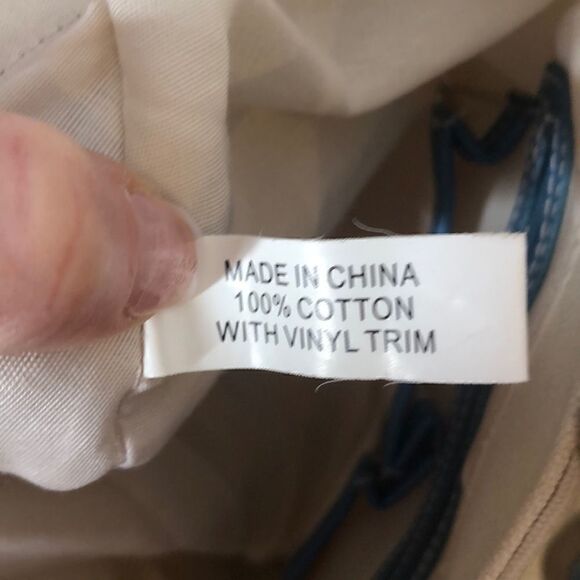 MADE IN CHINA
100% COTTON
WITH VINYL TRIM